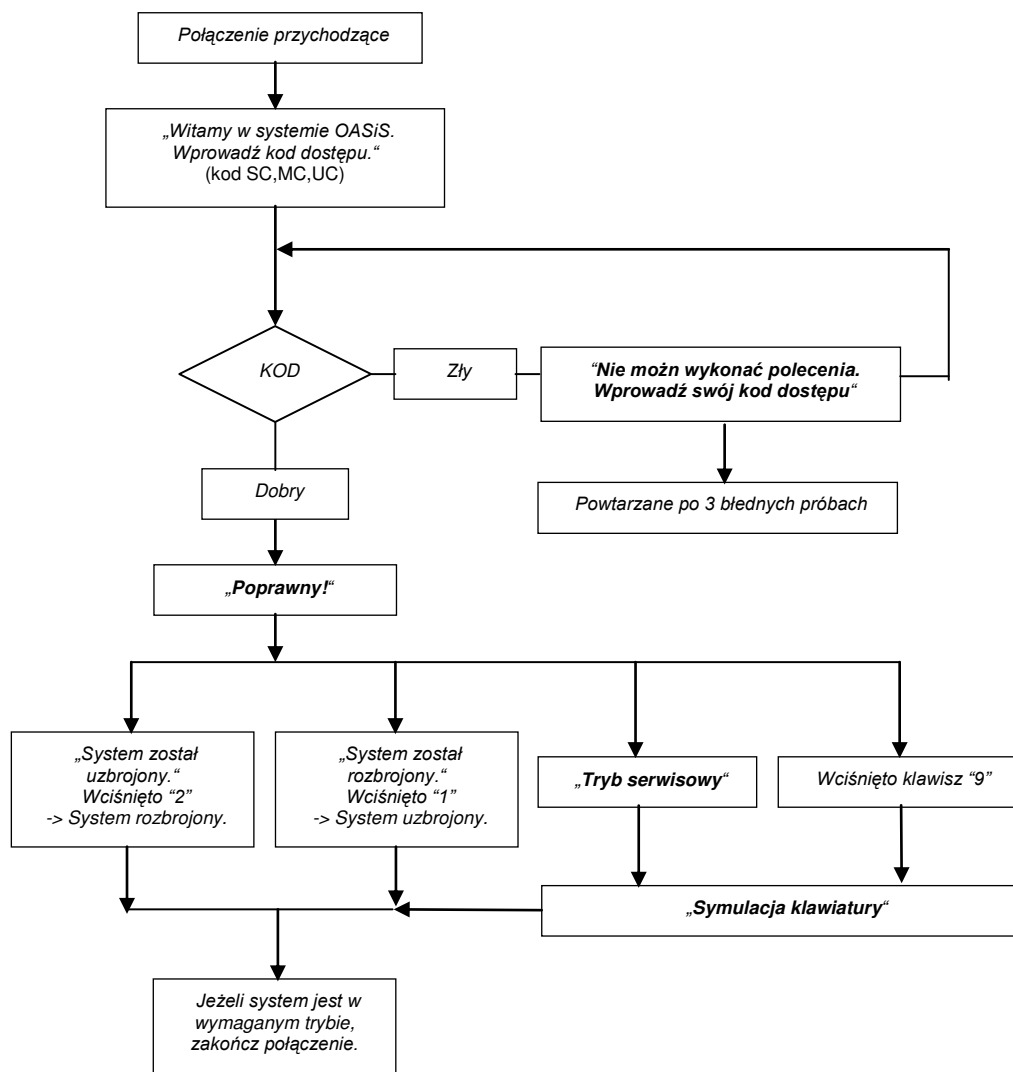 Połączenie przychodzące
„Witamy w systemie OASiS.
Wprowadź kod dostępu.“
(kod SC,MC,UC)
KOD
Zły
“Nie możn wykonać polecenia.
Wprowadź swój kod dostępu“
Dobry
Powtarzane po 3 błednych próbach
„Poprawny!“
„System został
uzbrojony.“
Wciśnięto “2”
-> System rozbrojony.
„System został
rozbrojony.“
Wciśnięto “1”
-> System uzbrojony.
„Tryb serwisowy“
Wciśnięto klawisz “9”
„Symulacja klawiatury“
Jeżeli system jest w
wymaganym trybie,
zakończ połączenie.